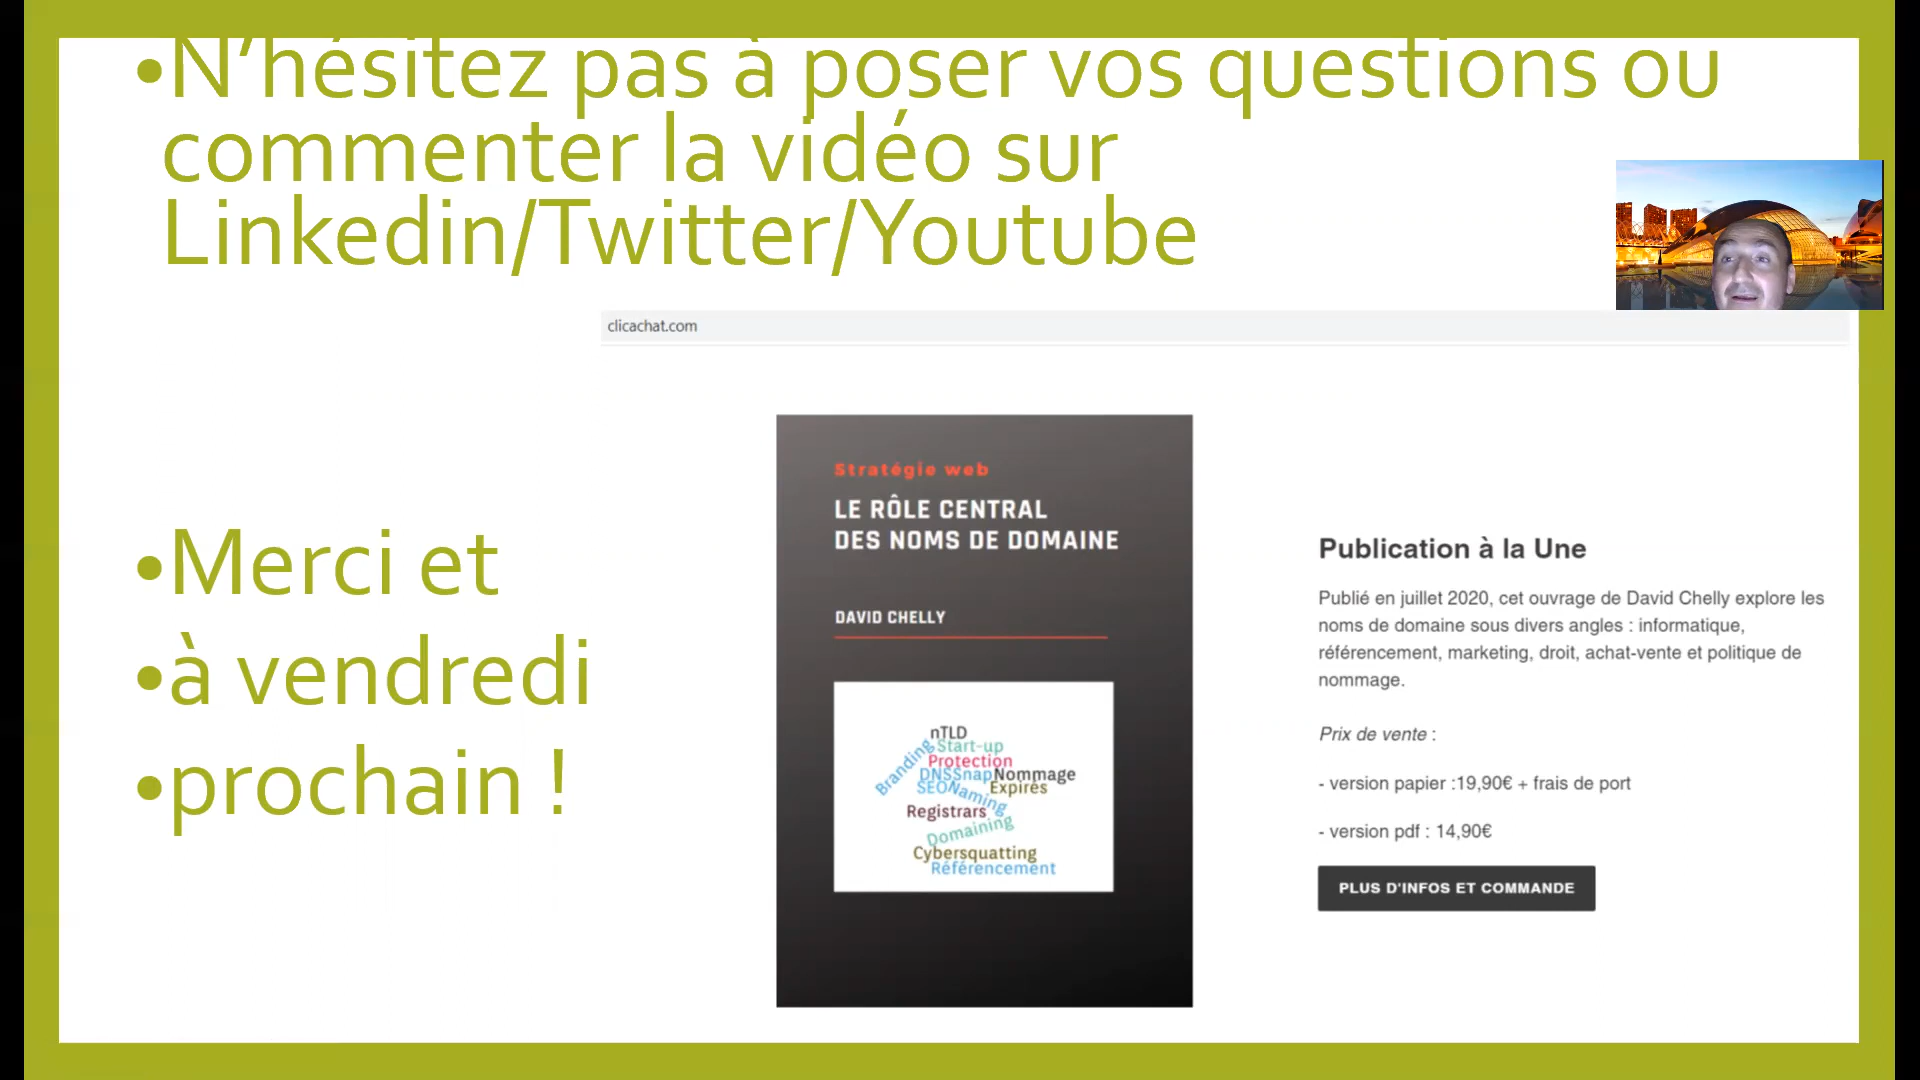 •N’hésitez pas à poser vos questions ou
commenter la vidéo sur
Linkedin/Twitter/Youtube
clicachat.com
Stratégie web
LE RÔLE CENTRAL
DES NOMS DE DOMAINE
DAVID CHELLY
nTLD
Branding
Start-up
Protection
DNSSnap
Nommage
SEO
Naming
Expirés
Registrars
Domaining
Cybersquatting
Référencement
•Merci et
•à vendredi
•prochain !
Publication à la Une
Publié en juillet 2020, cet ouvrage de David Chelly explore les
noms de domaine sous divers angles : informatique,
référencement, marketing, droit, achat-vente et politique de
nommage.
Prix de vente :
- version papier :19,90€ + frais de port
- version pdf : 14,90€
PLUS D'INFOS ET COMMANDE